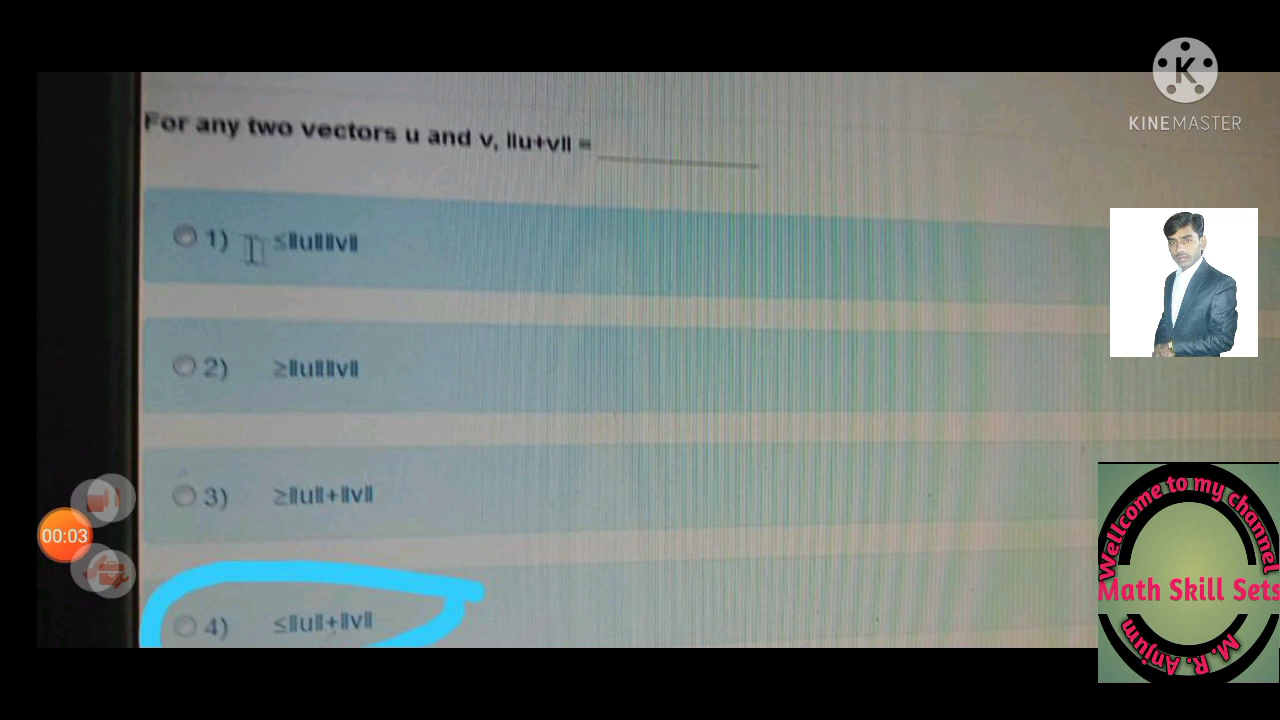 For any two vectors u and v, ‖u+v‖ =
1) ≤‖u‖‖v‖
2) ≥‖u‖‖v‖
3) ≥‖u‖+‖v‖
4) ≤‖u‖+‖v‖
00:03
K
KINEMASTER
Wellcome to my channel
Math Skill Sets
M. R. Anjum